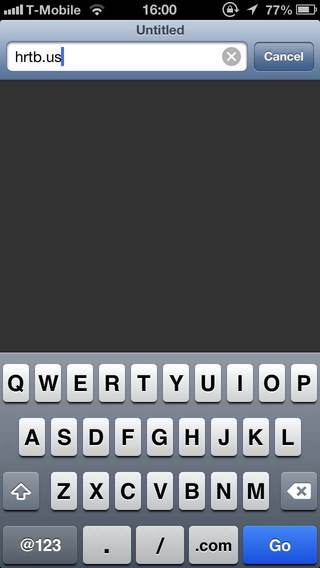 T-Mobile 16:00 77%
Untitled
hrtb.us Cancel
Q W E R T Y U I O P
A S D F G H J K L
Z X C V B N M
@123 . / .com Go